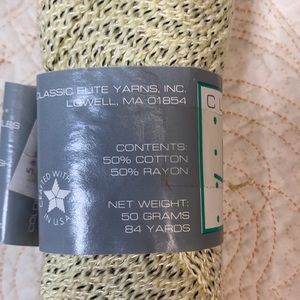 CLASSIC ELITE YARNS, INC.
LOWELL, MA 01854
CONTENTS:
50% COTTON
50% RAYON
NET WEIGHT:
50 GRAMS
84 YARDS
WITH
IN USA